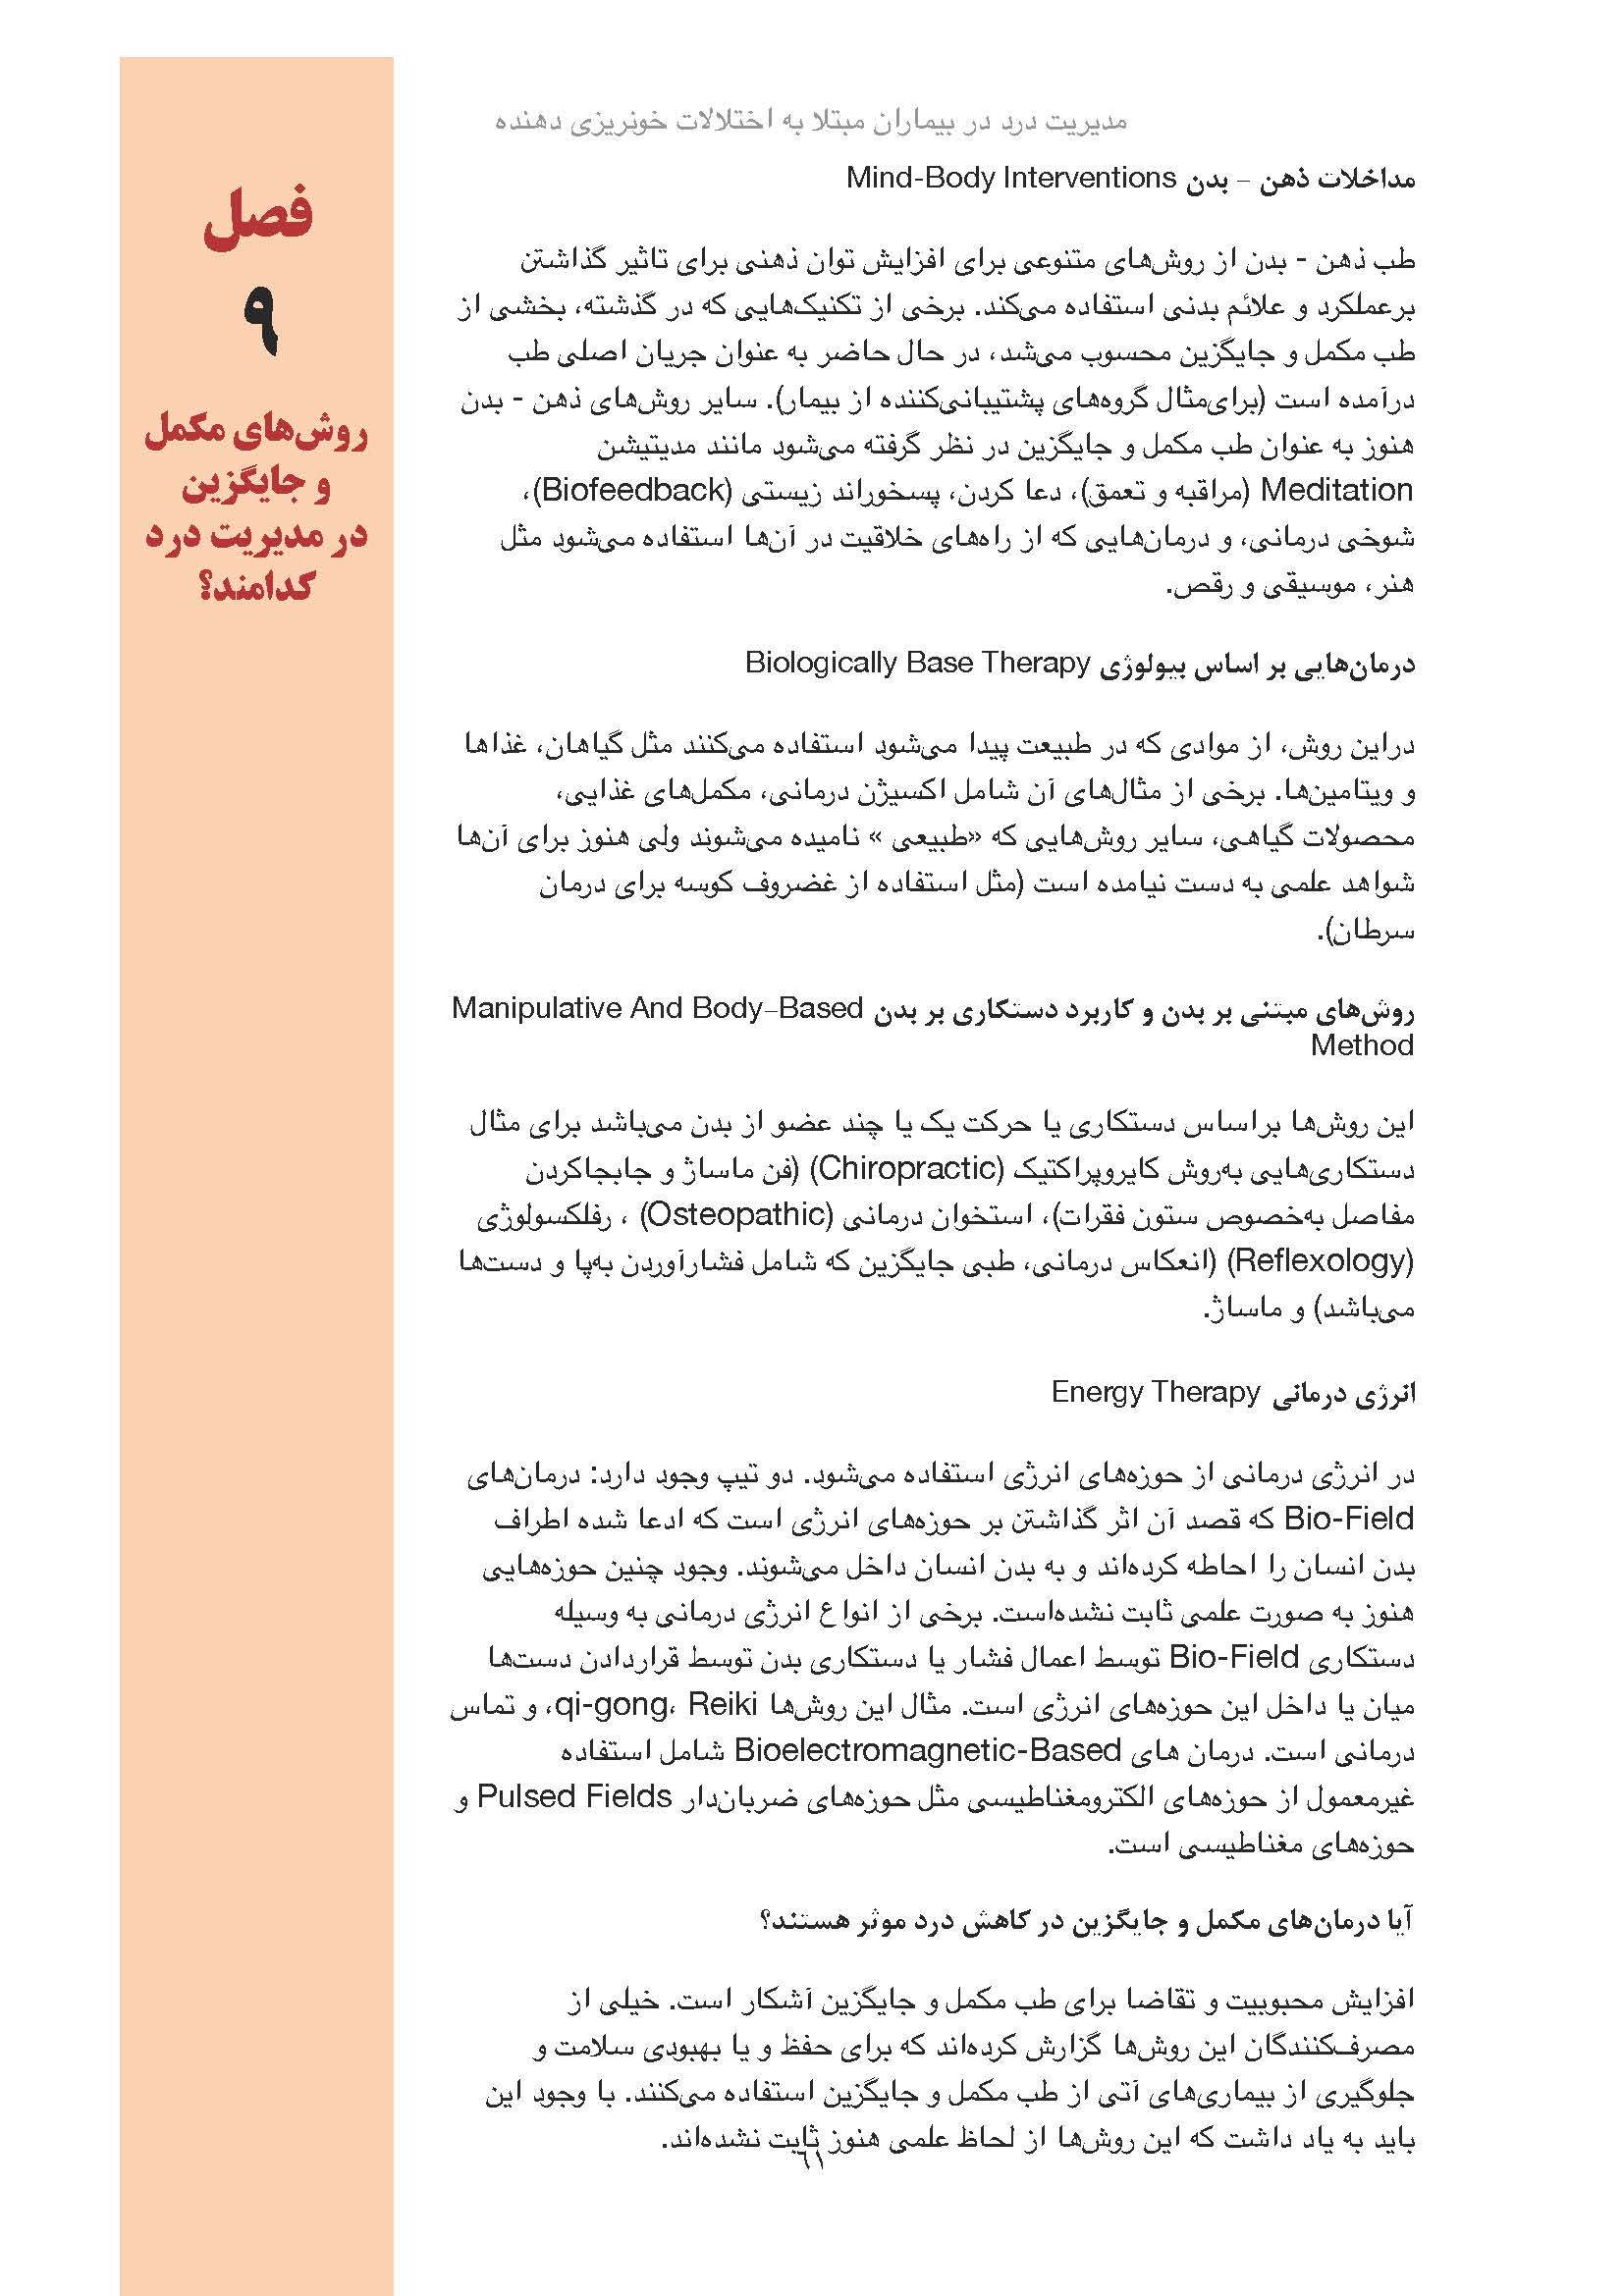 مدیریت درد در بیماران مبتلا به اختلالات خونریزی دهنده
فصل
۹
روش‌های مکمل
و جایگزین
در مدیریت درد
کدامند؟
مداخلات ذهن – بدن Mind-Body Interventions
طب ذهن - بدن از روش‌های متنوعی برای افزایش توان ذهنی برای تاثیر گذاشتن
برعملکرد و علائم بدنی استفاده می‌کند. برخی از تکنیک‌هایی که در گذشته، بخشی از
طب مکمل و جایگزین محسوب می‌شد، در حال حاضر به عنوان جریان اصلی طب
درآمده است (برای‌مثال گروه‌های پشتیبانی‌کننده از بیمار). سایر روش‌های ذهن - بدن
هنوز به عنوان طب مکمل و جایگزین در نظر گرفته می‌شود مانند مدیتیشن
Meditation (مراقبه و تعمق)، دعا کردن، پسخوراند زیستی (Biofeedback)،
شوخی درمانی، و درمان‌هایی که از راه‌های خلاقیت در آن‌ها استفاده می‌شود مثل
هنر، موسیقی و رقص.
درمان‌هایی بر اساس بیولوژی Biologically Base Therapy
دراین روش، از موادی که در طبیعت پیدا می‌شود استفاده می‌کنند مثل گیاهان، غذاها
و ویتامین‌ها. برخی از مثال‌های آن شامل اکسیژن درمانی، مکمل‌های غذایی،
محصولات گیاهی، سایر روش‌هایی که «طبیعی » نامیده می‌شوند ولی هنوز برای آن‌ها
شواهد علمی به دست نیامده است (مثل استفاده از غضروف کوسه برای درمان
سرطان).
روش‌های مبتنی بر بدن و کاربرد دستکاری بر بدن Manipulative And Body–Based
Method
این روش‌ها براساس دستکاری یا حرکت یک یا چند عضو از بدن می‌باشد برای مثال
دستکاری‌هایی به‌روش کایروپراکتیک (Chiropractic) (فن ماساژ و جابجاکردن
مفاصل به‌خصوص ستون فقرات)، استخوان درمانی (Osteopathic) ، رفلکسولوژی
(Reflexology) (انعکاس درمانی، طبی جایگزین که شامل فشارآوردن به‌پا و دست‌ها
می‌باشد) و ماساژ.
انرژی درمانی Energy Therapy
در انرژی درمانی از حوزه‌های انرژی استفاده می‌شود. دو تیپ وجود دارد: درمان‌های
Bio-Field که قصد آن اثر گذاشتن بر حوزه‌های انرژی است که ادعا شده اطراف
بدن انسان را احاطه کرده‌اند و به بدن انسان داخل می‌شوند. وجود چنین حوزه‌هایی
هنوز به صورت علمی ثابت نشده‌است. برخی از انواع انرژی درمانی به وسیله
دستکاری Bio-Field توسط اعمال فشار یا دستکاری بدن توسط قراردادن دست‌ها
میان یا داخل این حوزه‌های انرژی است. مثال این روش‌ها qi-gong، Reiki، و تماس
درمانی است. درمان های Bioelectromagnetic-Based شامل استفاده
غیرمعمول از حوزه‌های الکترومغناطیسی مثل حوزه‌های ضربان‌دار Pulsed Fields و
حوزه‌های مغناطیسی است.
آیا درمان‌های مکمل و جایگزین در کاهش درد موثر هستند؟
افزایش محبوبیت و تقاضا برای طب مکمل و جایگزین آشکار است. خیلی از
مصرف‌کنندگان این روش‌ها گزارش کرده‌اند که برای حفظ و یا بهبودی سلامت و
جلوگیری از بیماری‌های آتی از طب مکمل و جایگزین استفاده می‌کنند. با وجود این
باید به یاد داشت که این روش‌ها از لحاظ علمی هنوز ثابت نشده‌اند.
۶۱